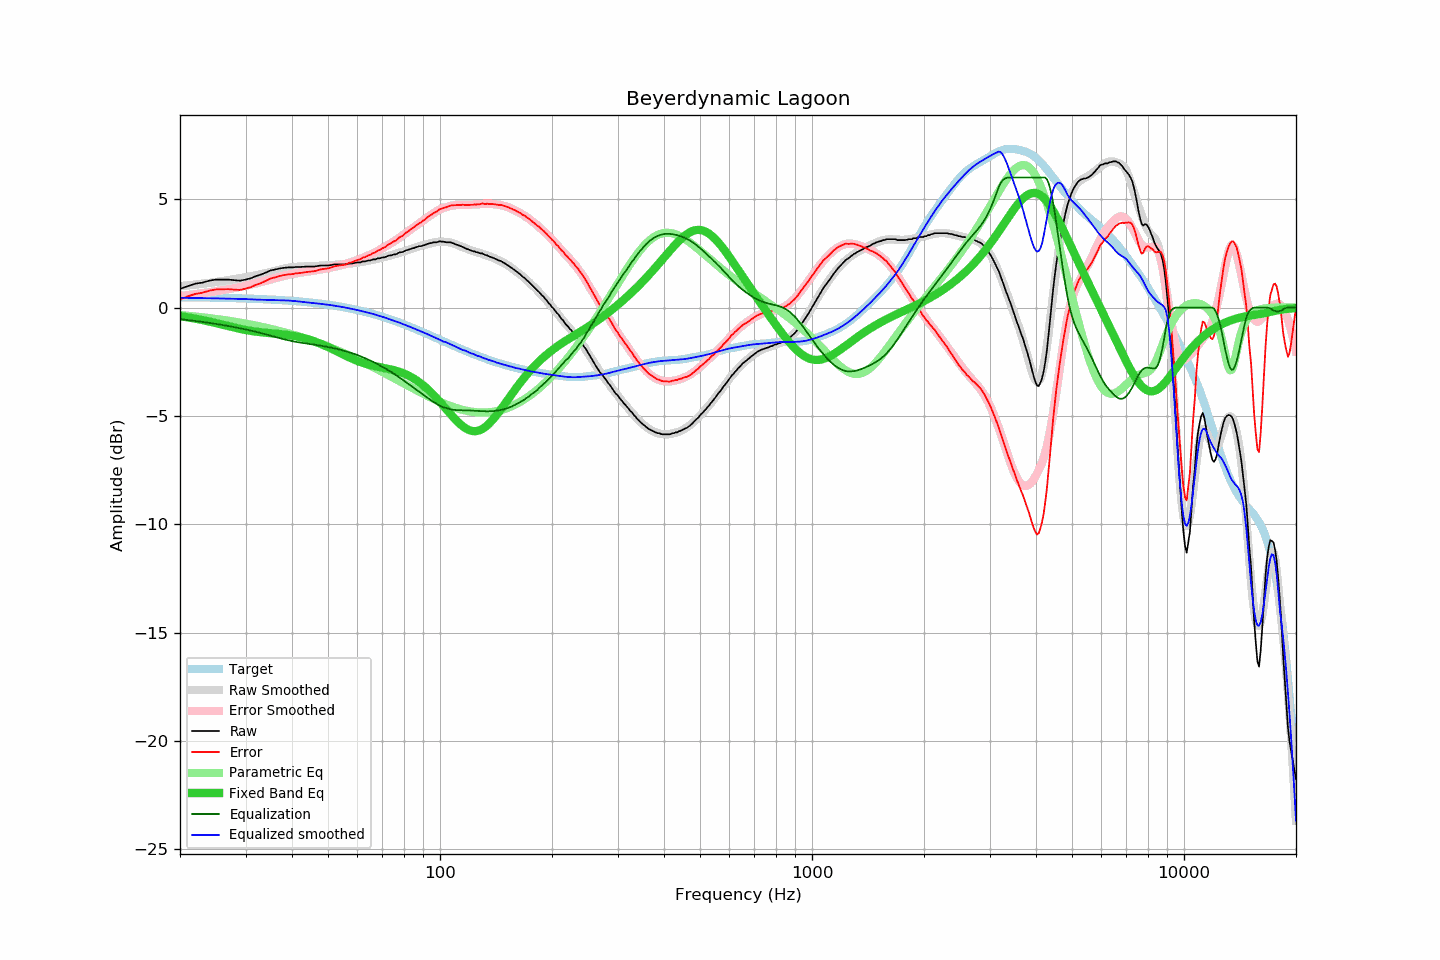 Beyerdynamic Lagoon
5
0
−5
−10
−15
−20
−25
Amplitude (dBr)
Target
Raw Smoothed
Error Smoothed
Raw
Error
Parametric Eq
Fixed Band Eq
Equalization
Equalized smoothed
100 1000 10000
Frequency (Hz)